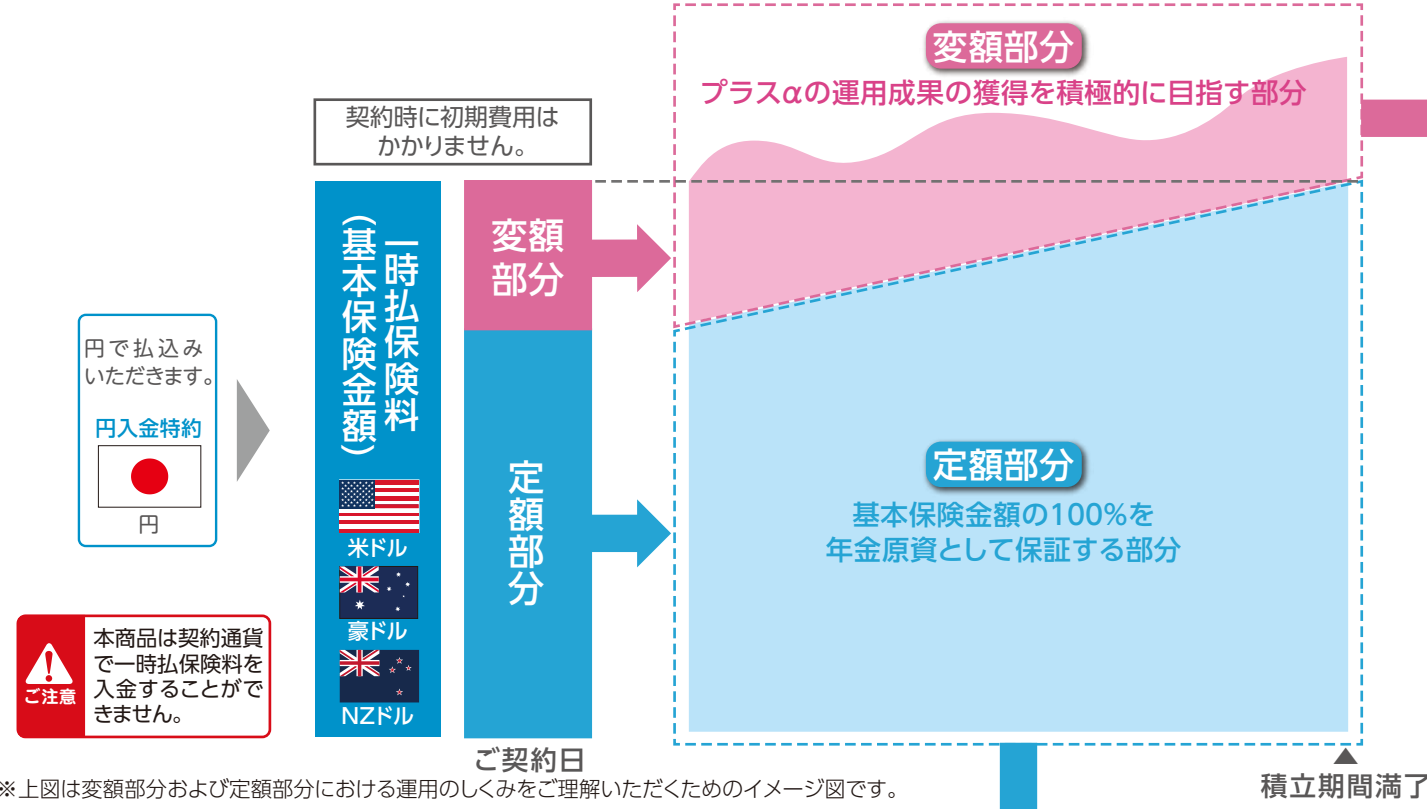 変額部分
プラスαの運用成果の獲得を積極的に目指す部分
契約時に初期費用は
かかりません。
一時払保険料
（基本保険金額）
変額
部分
円で払込み
いただきます。
円入金特約
円
米ドル
豪ドル
NZドル
定額部分
定額部分
基本保険金額の100%を
年金原資として保証する部分
ご注意
本商品は契約通貨
で一時払保険料を
入金することがで
きません。
ご契約日
積立期間満了
※上図は変額部分および定額部分における運用のしくみをご理解いただくためのイメージ図です。